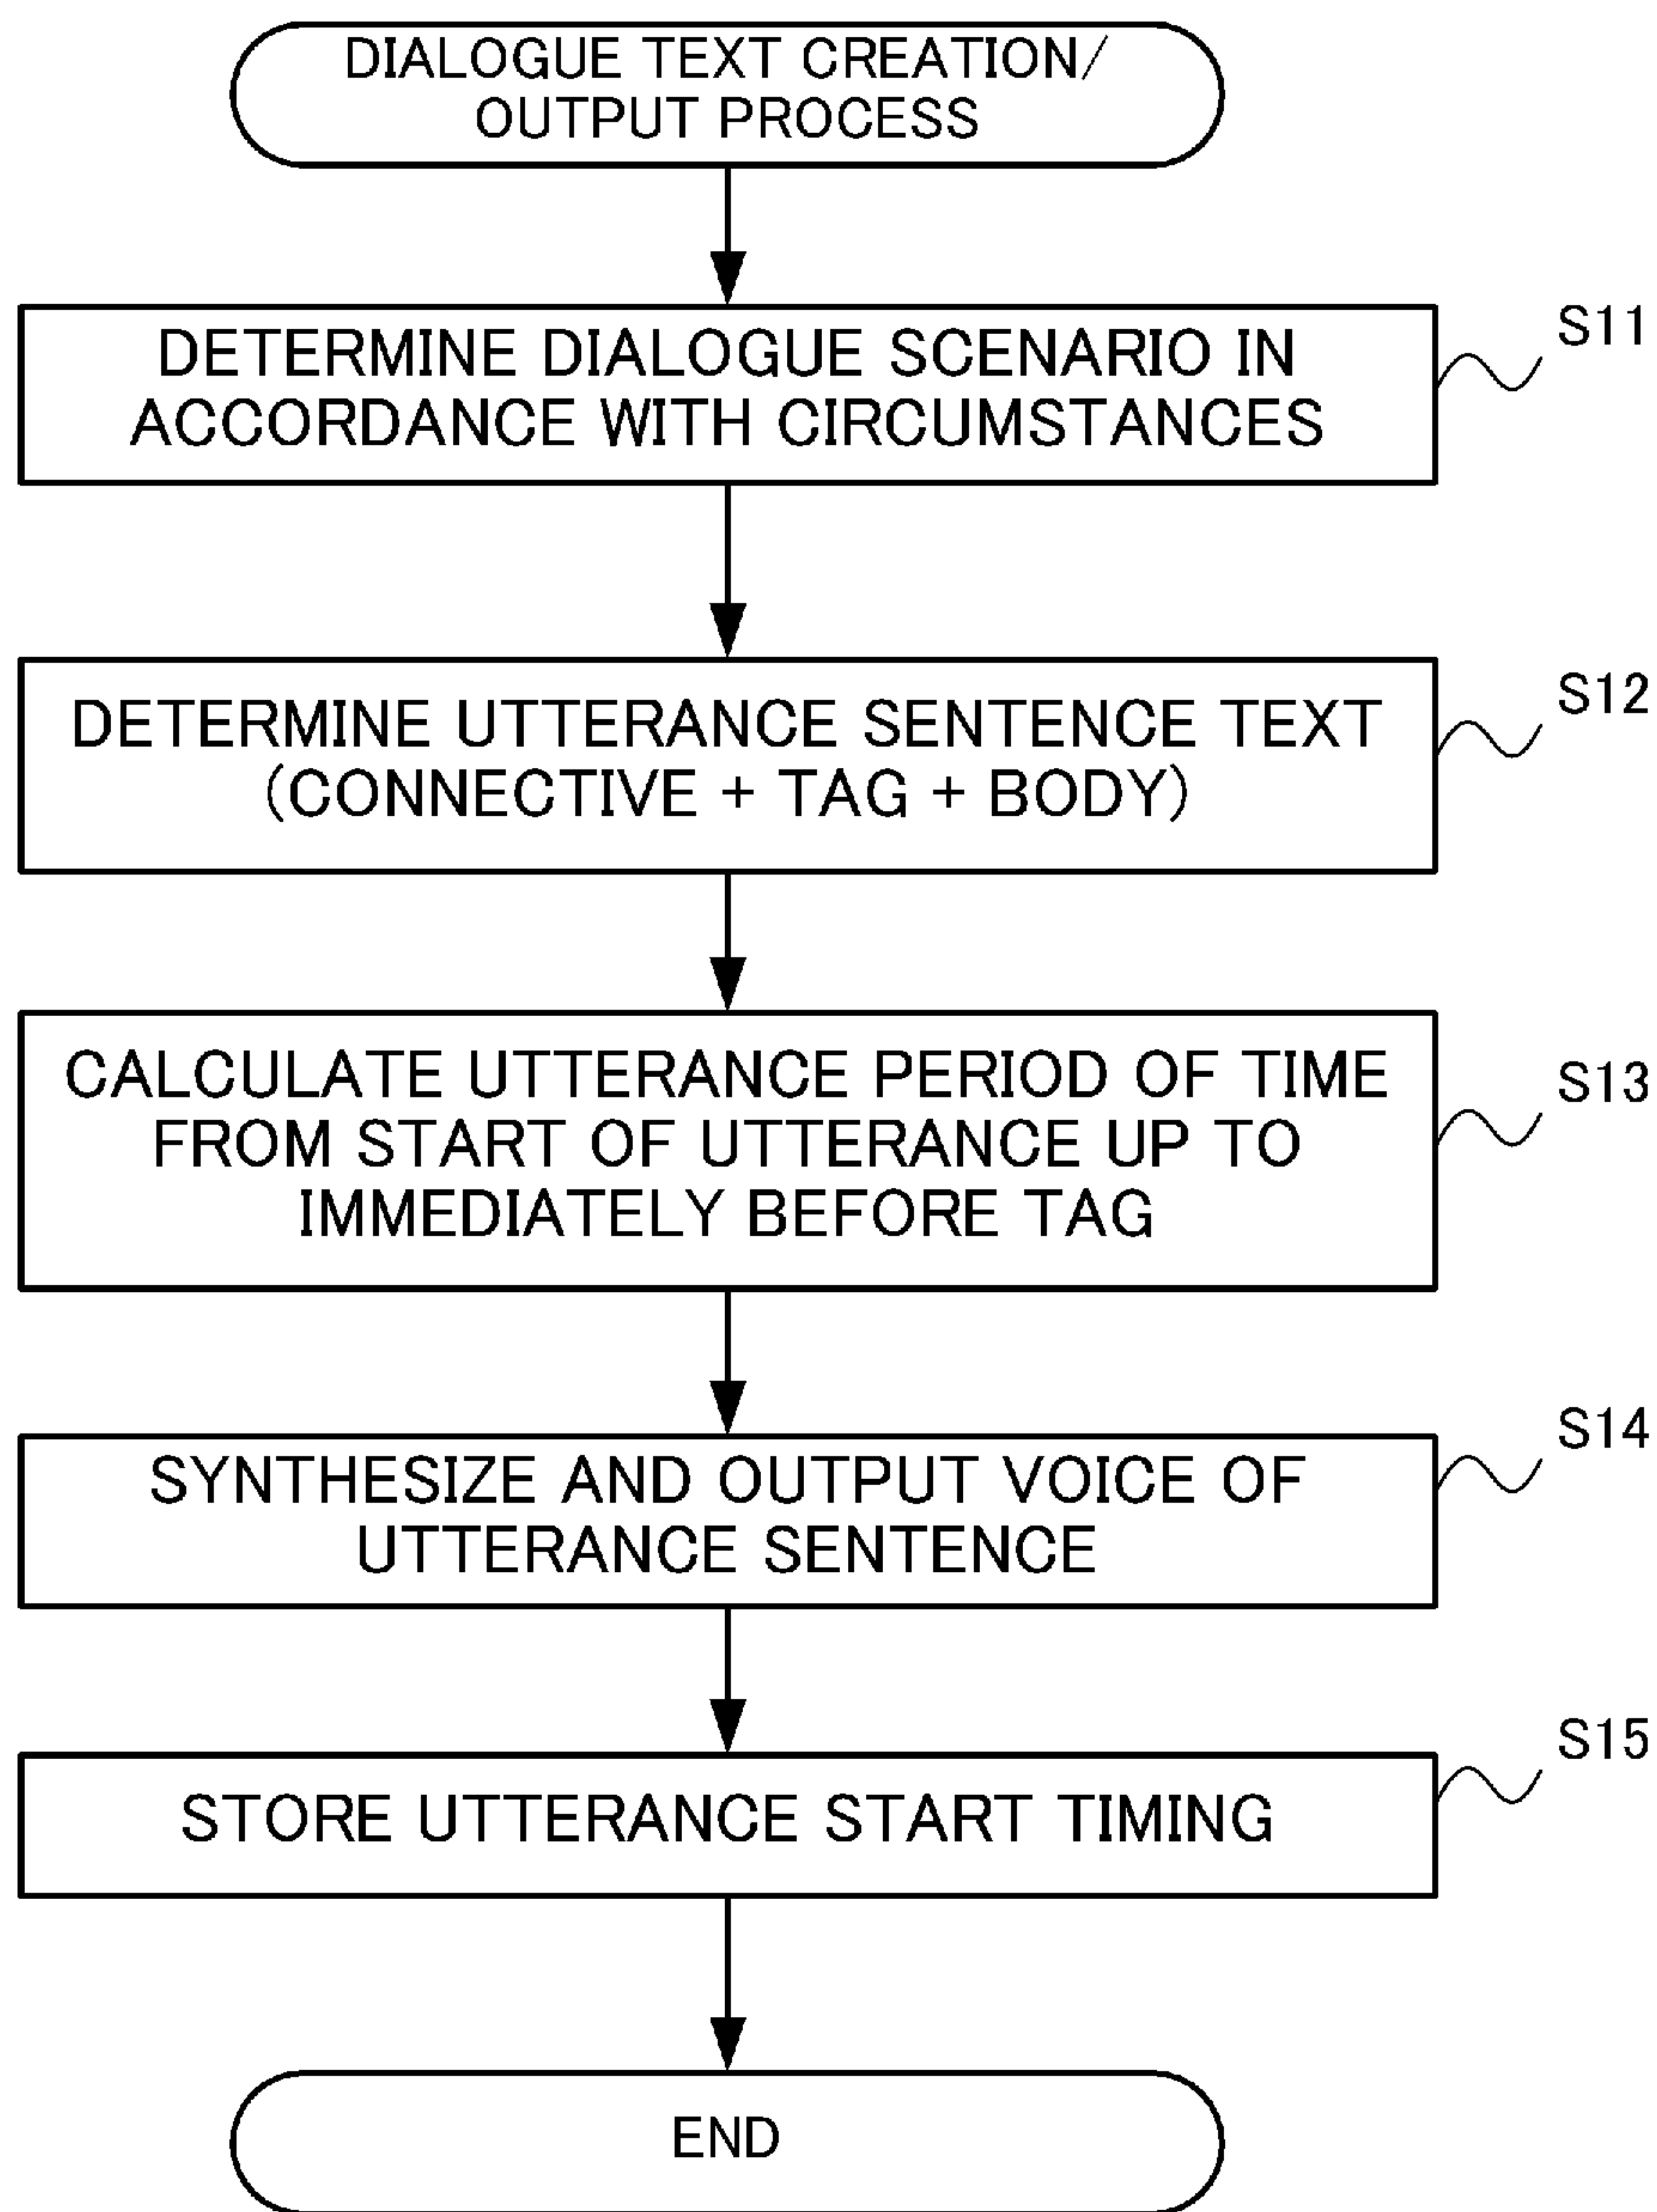 DIALOGUE TEXT CREATION/
OUTPUT PROCESS
DETERMINE DIALOGUE SCENARIO IN
ACCORDANCE WITH CIRCUMSTANCES
S11
DETERMINE UTTERANCE SENTENCE TEXT
(CONNECTIVE + TAG + BODY)
S12
CALCULATE UTTERANCE PERIOD OF TIME
FROM START OF UTTERANCE UP TO
IMMEDIATELY BEFORE TAG
S13
SYNTHESIZE AND OUTPUT VOICE OF
UTTERANCE SENTENCE
S14
STORE UTTERANCE START TIMING
S15
END